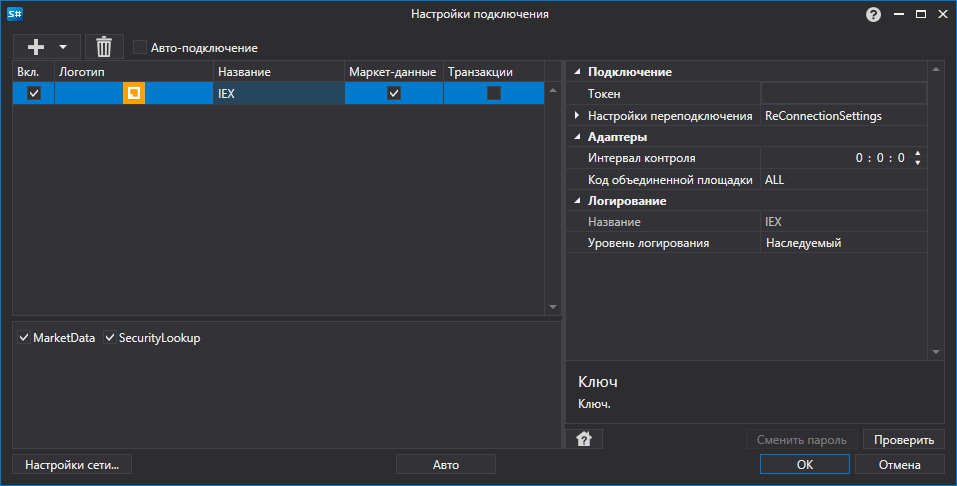 S#
Настройки подключения
?
Авто-подключение
Вкл. Логотип Название Маркет-данные Транзакции
IEX
MarketData SecurityLookup
Подключение
Токен
Настройки переподключения ReConnectionSettings
Адаптеры
Интервал контроля 0 : 0 : 0
Код объединенной площадки ALL
Логирование
Название IEX
Уровень логирования Наследуемый
Ключ
Ключ.
?
Сменить пароль Проверить
Настройки сети... Авто OK Отмена